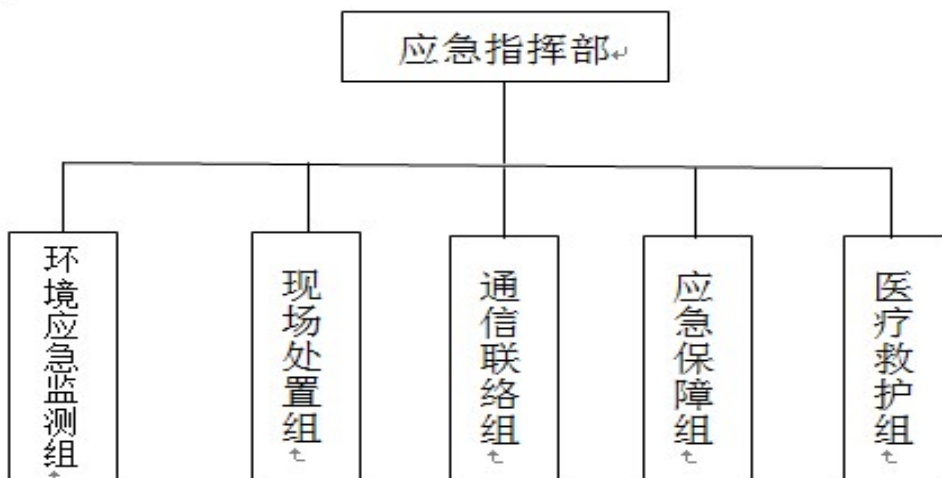 应急指挥部
环境应急监测组
现场处置组
通信联络组
应急保障组
医疗救护组